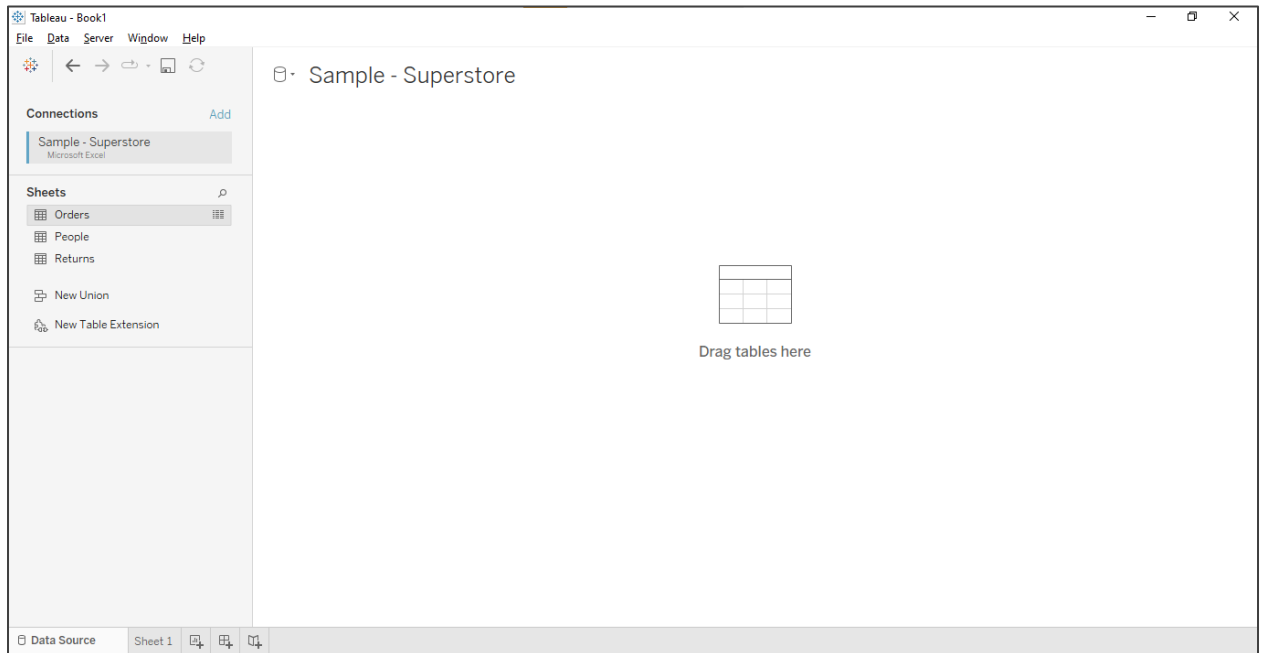 Tableau - Book1
File Data Server Window Help
Sample - Superstore
Connections Add
Sample - Superstore
Microsoft Excel
Sheets
Orders
People
Returns
New Union
New Table Extension
Drag tables here
Data Source Sheet 1